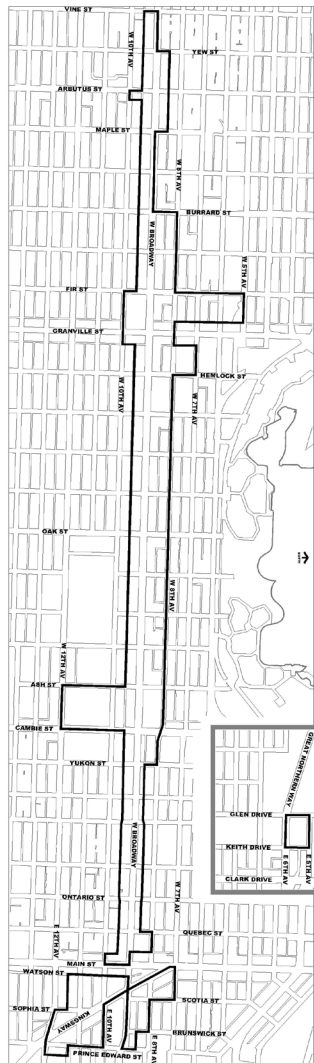 VINE ST
W 10TH AV
YEW ST
ARBUTUS ST
MAPLE ST
W 8TH AV
BURRARD ST
W BROADWAY
W 5TH AV
FIR ST
GRANVILLE ST
HEMLOCK ST
W 10TH AV
W 7TH AV
OAK ST
W 8TH AV
W 12TH AV
ASH ST
CAMBIE ST
GREAT NORTHERN WAY
YUKON ST
GLEN DRIVE
W BROADWAY
KEITH DRIVE
E 6TH AV
E 5TH AV
CLARK DRIVE
W 7TH AV
ONTARIO ST
E 12TH AV
QUEBEC ST
MAIN ST
WATSON ST
SCOTIA ST
SOPHIA ST
KINGSWAY
E 10TH AV
BRUNSWICK ST
E 8TH AV
PRINCE EDWARD ST